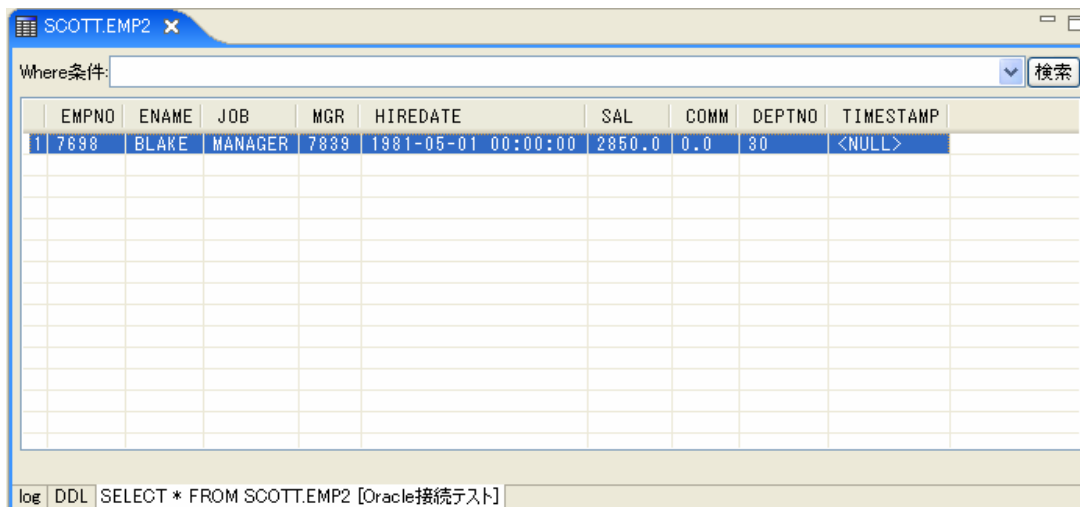 SCOTT.EMP2
Where条件: 検索
EMPNO ENAME JOB MGR HIREDATE SAL COMM DEPTNO TIMESTAMP
1 7698 BLAKE MANAGER 7839 1981-05-01 00:00:00 2850.0 0.0 30 <NULL>
log DDL SELECT * FROM SCOTT.EMP2 [Oracle接続テスト]